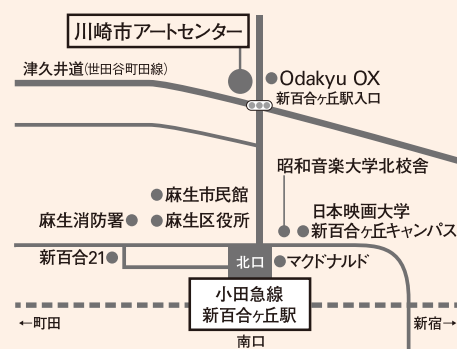 川崎市アートセンター
津久井道(世田谷町田線)
Odakyu OX
新百合ヶ丘駅入口
昭和音楽大学北校舎
麻生市民館
麻生消防署
麻生区役所
日本映画大学
新百合ヶ丘キャンパス
新百合21
北口
マクドナルド
小田急線
新百合ヶ丘駅
←町田
新宿→
南口